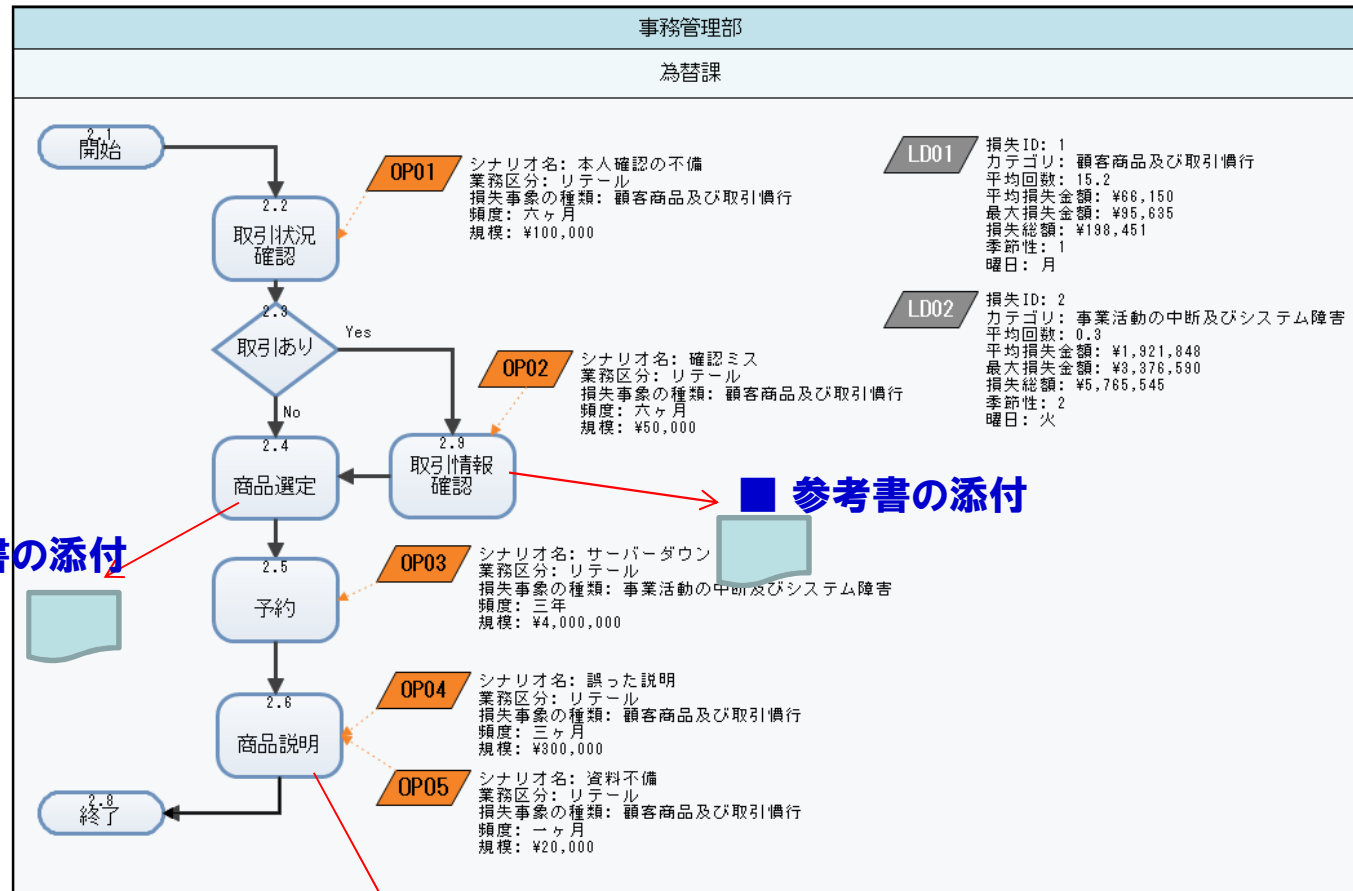 事務管理部
為替課
2.1
開始
OP01
シナリオ名: 本人確認の不備
業務区分: リテール
損失事象の種類: 顧客商品及び取引慣行
頻度: 六ヶ月
規模: ¥100,000
LD01
損失ID: 1
カテゴリ: 顧客商品及び取引慣行
平均回数: 15.2
平均損失金額: ¥66,150
最大損失金額: ¥95,635
損失総額: ¥198,451
季節性: 1
曜日: 月
2.2
取引状況
確認
2.3
取引あり
Yes
No
OP02
シナリオ名: 確認ミス
業務区分: リテール
損失事象の種類: 顧客商品及び取引慣行
頻度: 六ヶ月
規模: ¥50,000
LD02
損失ID: 2
カテゴリ: 事業活動の中断及びシステム障害
平均回数: 0.3
平均損失金額: ¥1,921,848
最大損失金額: ¥3,376,590
損失総額: ¥5,765,545
季節性: 2
曜日: 火
2.4
商品選定
2.9
取引情報
確認
■ 参考書の添付
書の添付
2.5
予約
OP03
シナリオ名: サーバーダウン
業務区分: リテール
損失事象の種類: 事業活動の中断及びシステム障害
頻度: 三年
規模: ¥4,000,000
2.6
商品説明
OP04
シナリオ名: 誤った説明
業務区分: リテール
損失事象の種類: 顧客商品及び取引慣行
頻度: 三ヶ月
規模: ¥300,000
OP05
シナリオ名: 資料不備
業務区分: リテール
損失事象の種類: 顧客商品及び取引慣行
頻度: 一ヶ月
規模: ¥20,000
2.8
終了